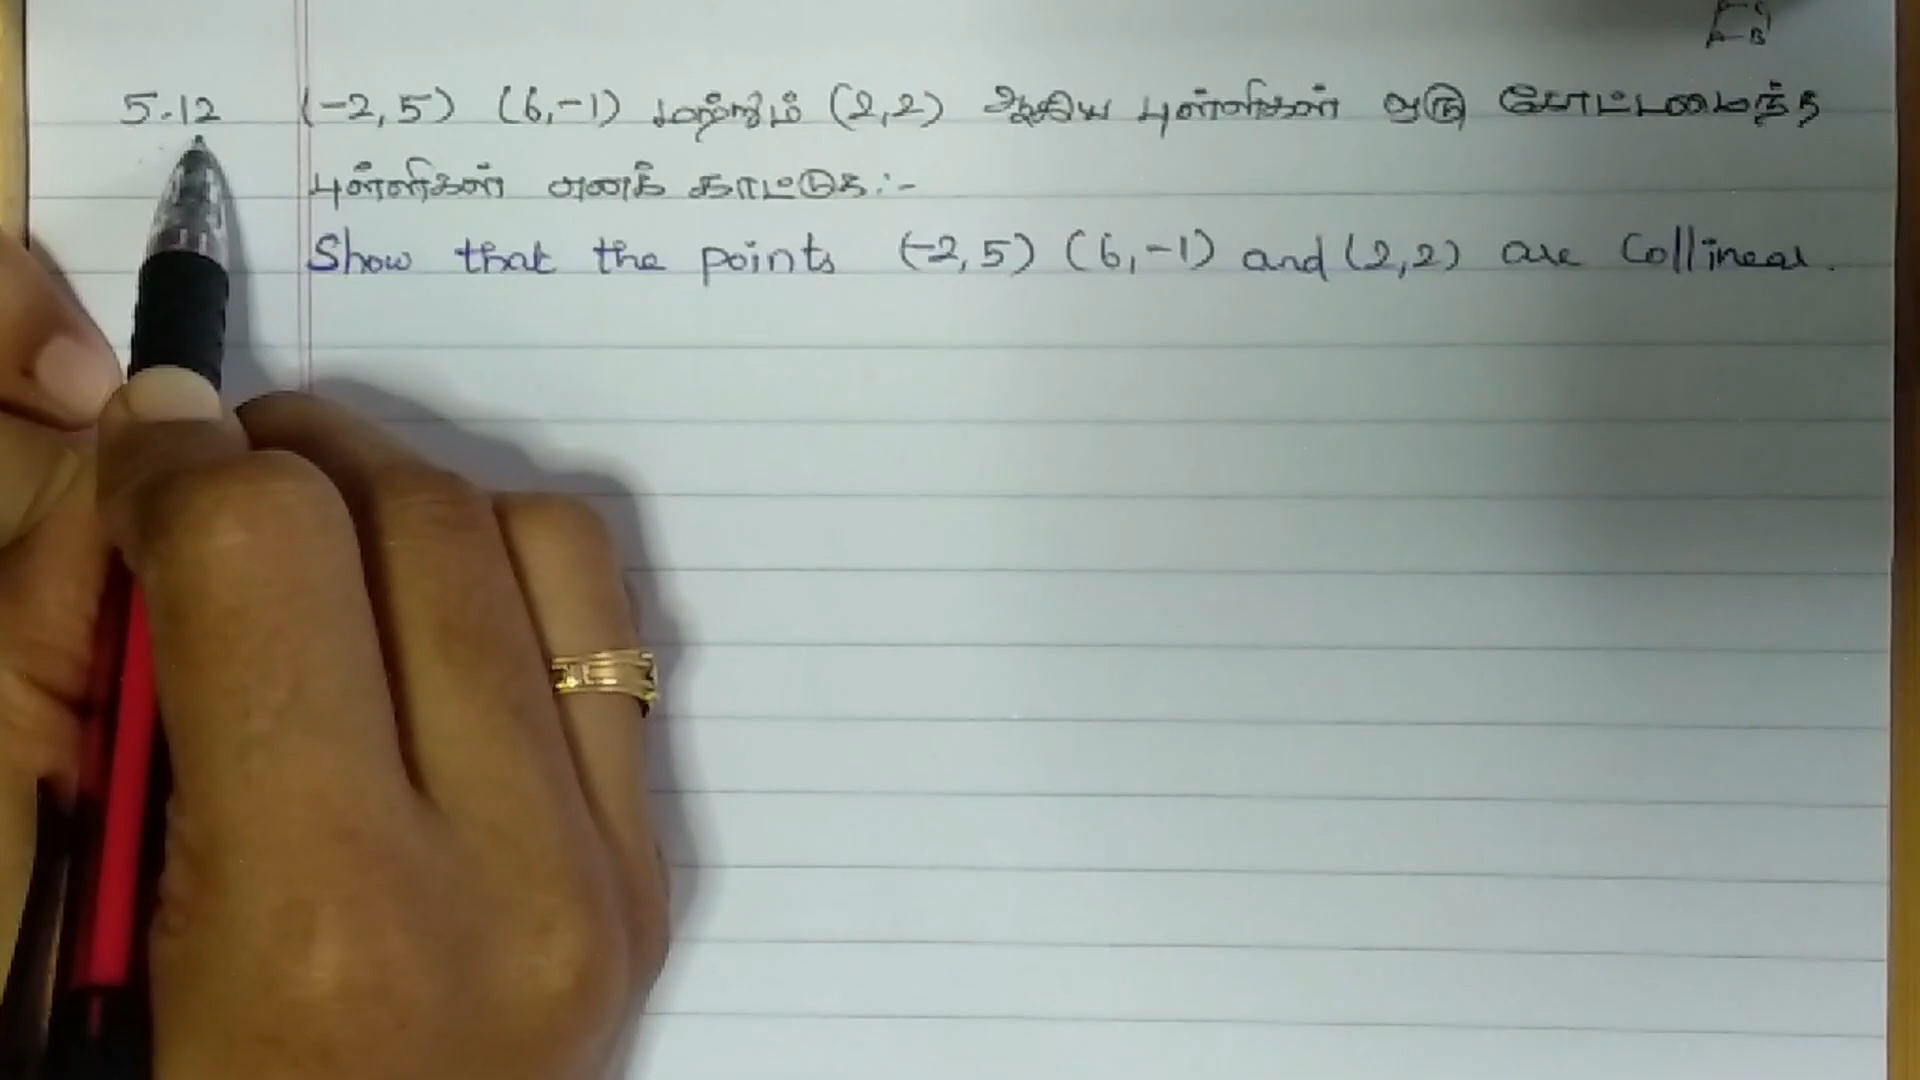 5.12 (-2,5) (6,-1) மற்றும் (2,2) ஆகிய புள்ளிகள் ஒரு கோட்டமைந்த
புள்ளிகள் எனக் காட்டுக:-
Show that the points (-2,5) (6,-1) and (2,2) are Collinear.